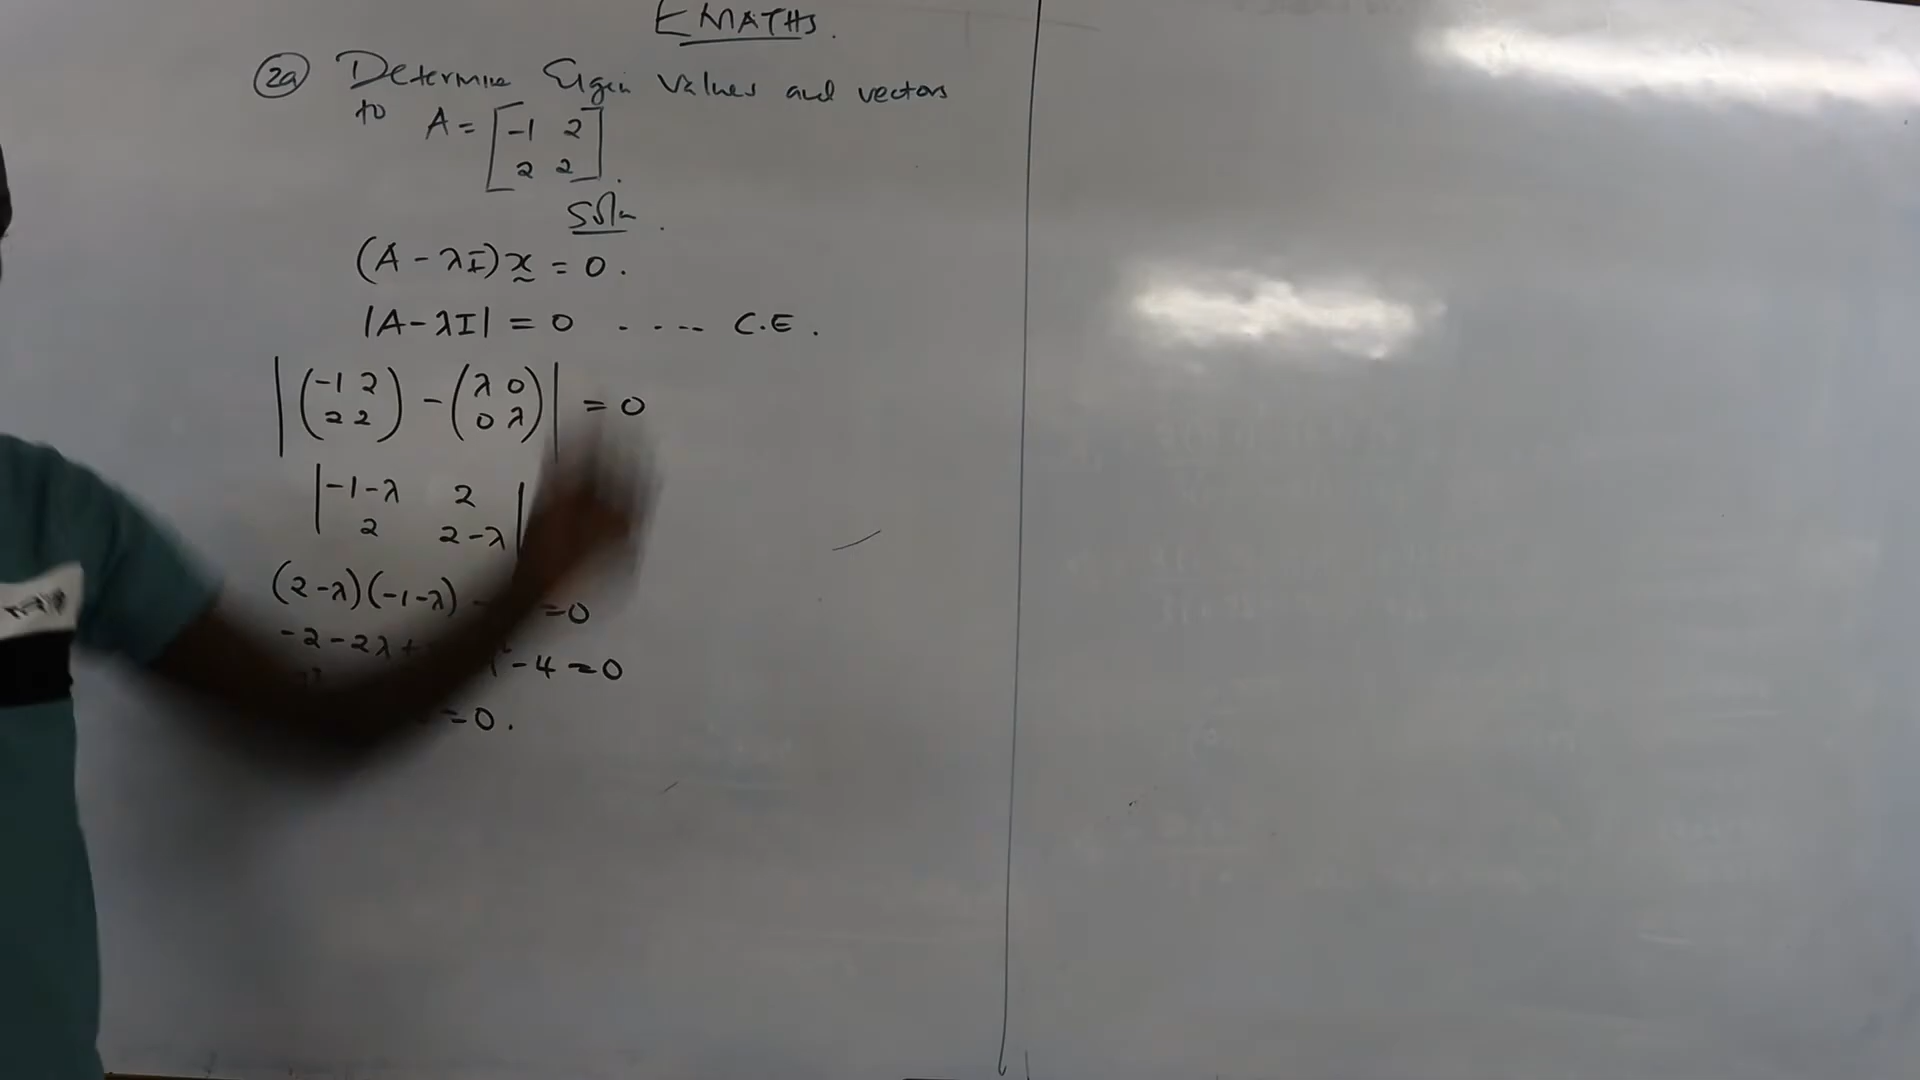 E MATHS.
2a Determine Eigen Values and vectors
to A = [-1 2
2 2].
Soln.
(A - λI)x = 0.
|A - λI| = 0 .... C.E.
|(-1 2
2 2) - (λ 0
0 λ)| = 0
|-1-λ 2
2 2-λ|
(2-λ)(-1-λ) - =0
-2-2λ+ -4 =0
=0.